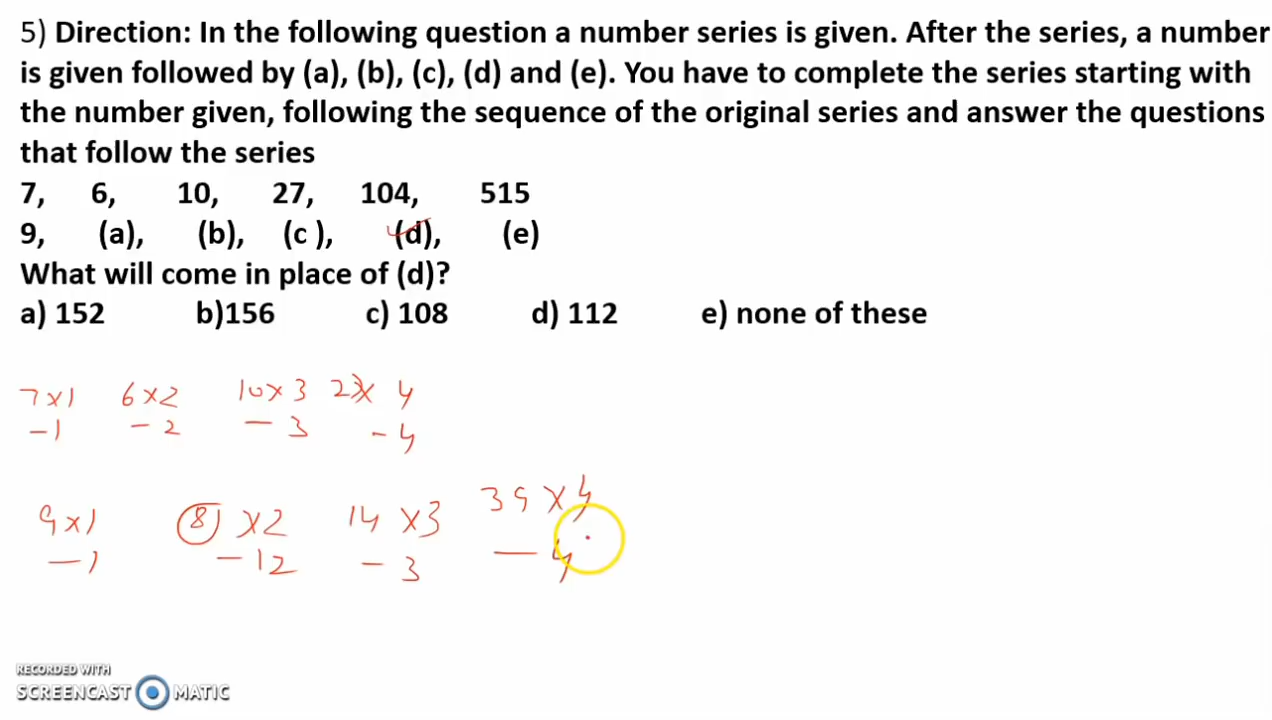 5) Direction: In the following question a number series is given. After the series, a number
is given followed by (a), (b), (c), (d) and (e). You have to complete the series starting with
the number given, following the sequence of the original series and answer the questions
that follow the series
7, 6, 10, 27, 104, 515
9, (a), (b), (c ), (d), (e)
What will come in place of (d)?
a) 152 b)156 c) 108 d) 112 e) none of these
7x1 6x2 10x3 27x 4
-1 -2 -3 -4
9x1 8 x2 14 x3 39 x4
-1 -12 -3 -4
RECORDED WITH
SCREENCAST MATIC